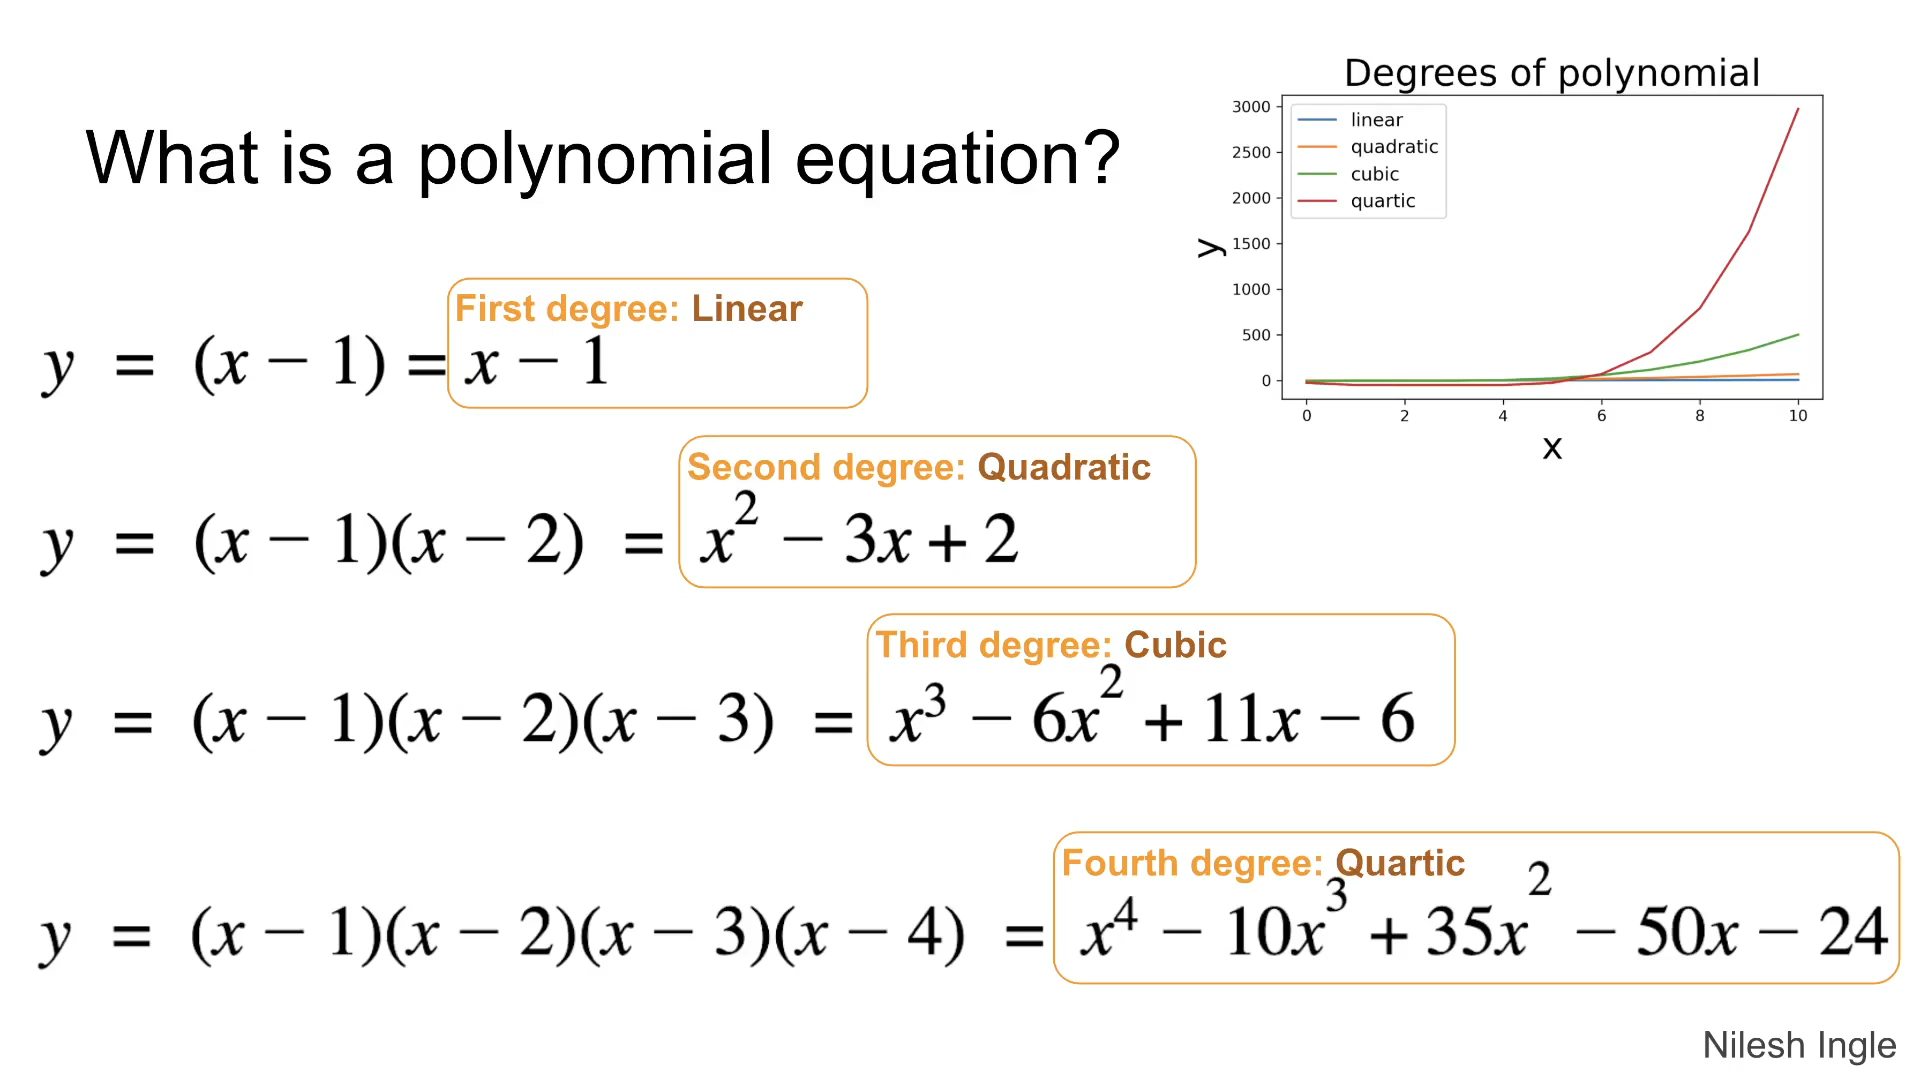 What is a polynomial equation?
Degrees of polynomial
3000
2500
2000
1500
1000
500
0
y
linear
quadratic
cubic
quartic
0 2 4 6 8 10
x
First degree: Linear
y = (x − 1) = x − 1
Second degree: Quadratic
y = (x − 1)(x − 2) = x² − 3x + 2
Third degree: Cubic
y = (x − 1)(x − 2)(x − 3) = x³ − 6x² + 11x − 6
Fourth degree: Quartic
y = (x − 1)(x − 2)(x − 3)(x − 4) = x⁴ − 10x³ + 35x² − 50x − 24
Nilesh Ingle